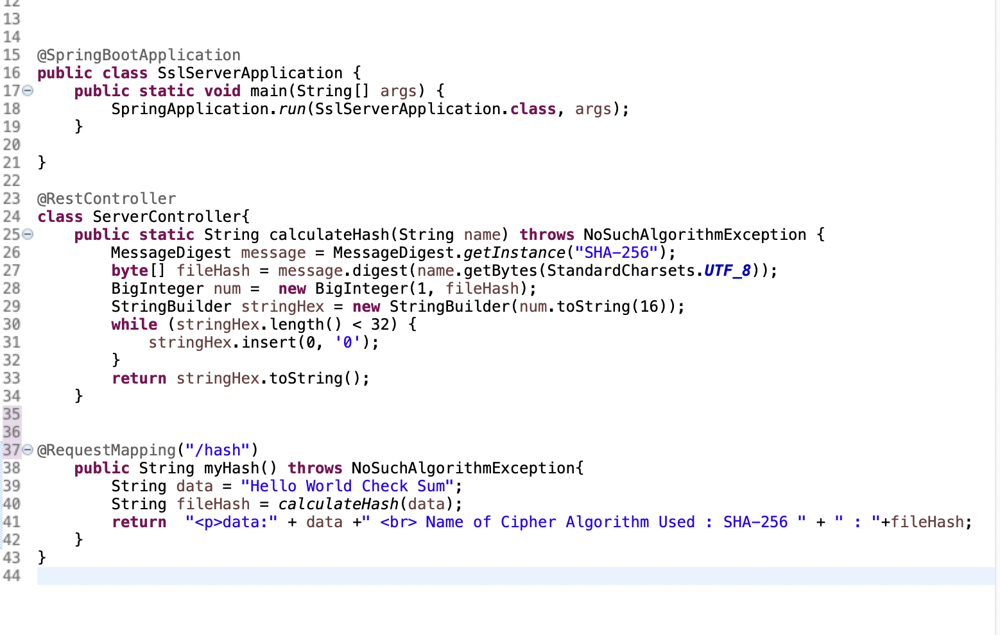 12
13
14
15 @SpringBootApplication
16 public class SslServerApplication {
17     public static void main(String[] args) {
18         SpringApplication.run(SslServerApplication.class, args);
19     }
20
21 }
22
23 @RestController
24 class ServerController{
25     public static String calculateHash(String name) throws NoSuchAlgorithmException {
26         MessageDigest message = MessageDigest.getInstance("SHA-256");
27         byte[] fileHash = message.digest(name.getBytes(StandardCharsets.UTF_8));
28         BigInteger num =  new BigInteger(1, fileHash);
29         StringBuilder stringHex = new StringBuilder(num.toString(16));
30         while (stringHex.length() < 32) {
31             stringHex.insert(0, '0');
32         }
33         return stringHex.toString();
34     }
35
36
37 @RequestMapping("/hash")
38     public String myHash() throws NoSuchAlgorithmException{
39         String data = "Hello World Check Sum";
40         String fileHash = calculateHash(data);
41         return  "<p>data:" + data +" <br> Name of Cipher Algorithm Used : SHA-256 " + " : "+fileHash;
42     }
43 }
44